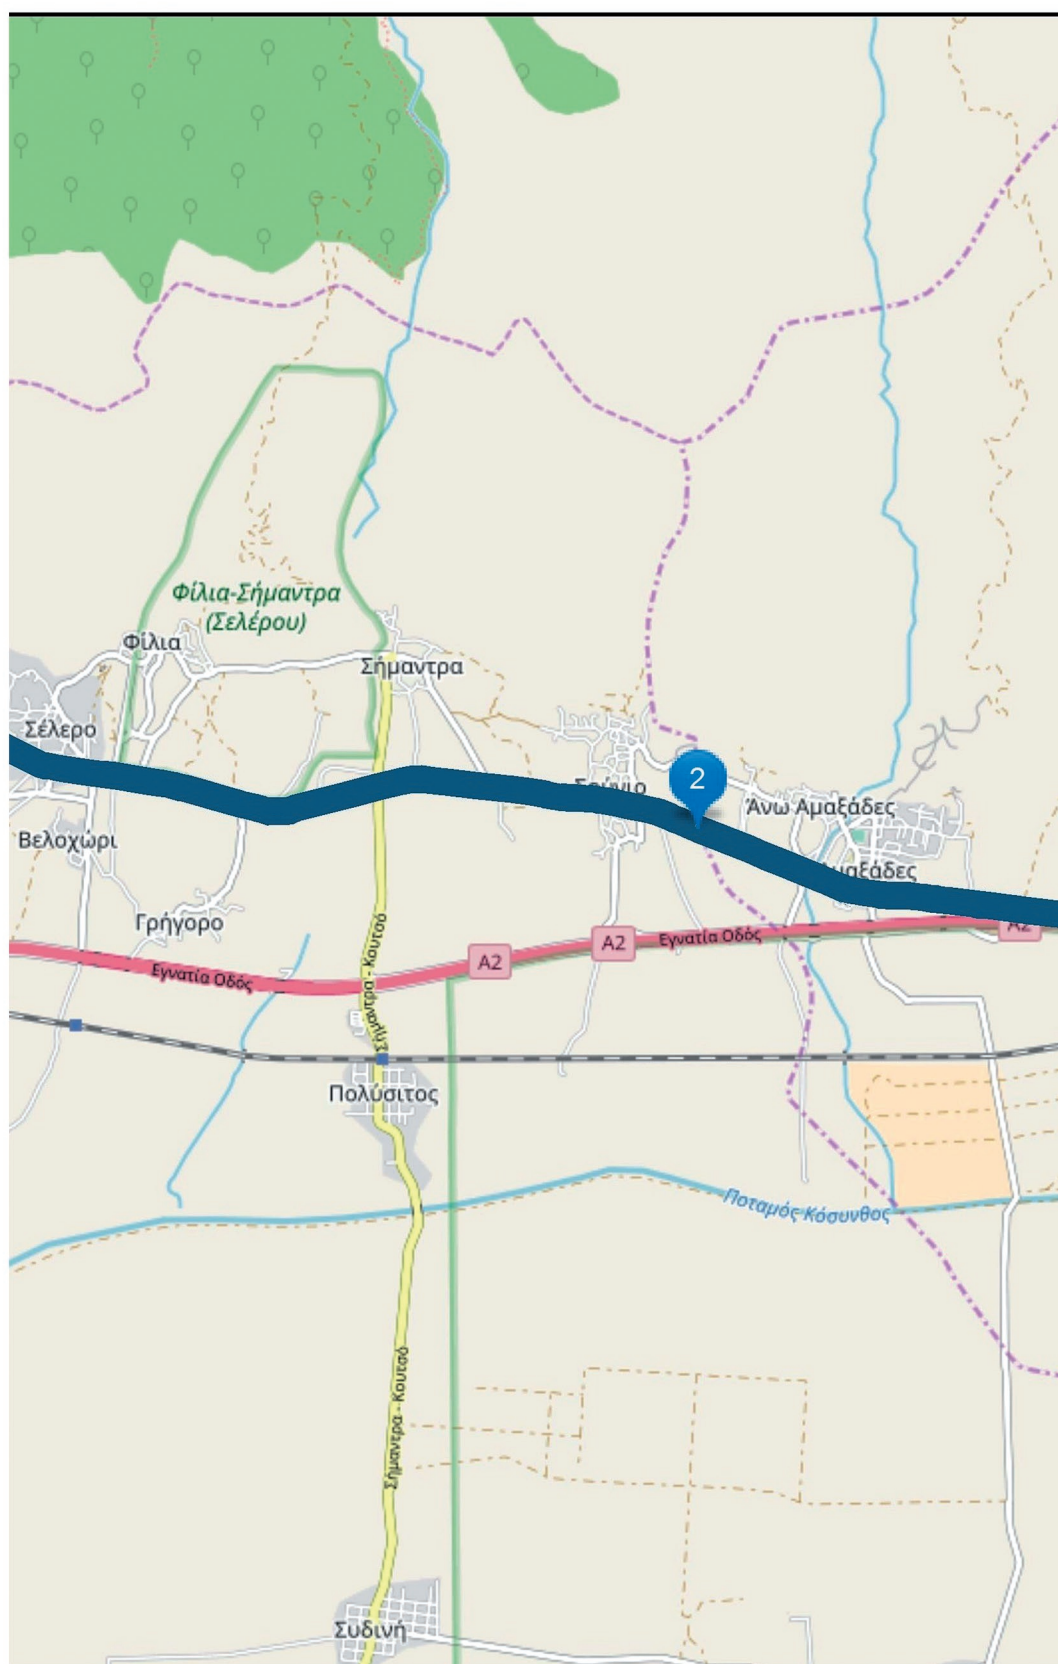 Φίλια-Σήμαντρα
(Σελέρου)
Φίλια
Σήμαντρα
Σέλερο
2
Άνω Αμαξάδες
Βελοχώρι
Γρήγορο
A2
A2
Εγνατία Οδός
A2
Εγνατία Οδός
Σήμαντρα - Κουτσό
Πολύσιτος
Ποταμός Κόσυνθος
Σήμαντρα - Κουτσό
Συδινή